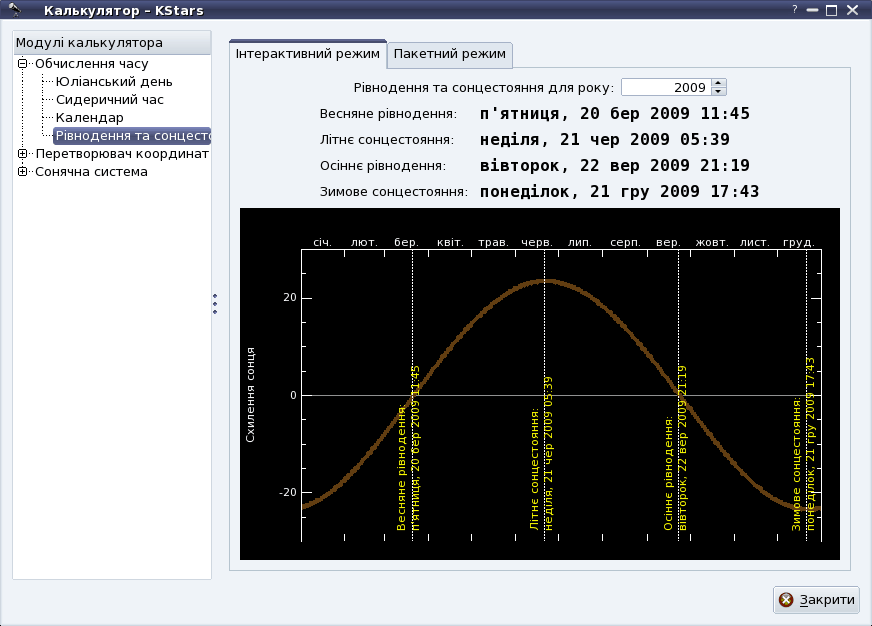 Калькулятор – KStars
?
Модулі калькулятора
Обчислення часу
Юліанський день
Сидеричний час
Календар
Рівнодення та сонцесто
Перетворювач координат
Сонячна система
Інтерактивний режим
Пакетний режим
Рівнодення та сонцестояння для року: 2009
Весняне рівнодення: п'ятниця, 20 бер 2009 11:45
Літнє сонцестояння: неділя, 21 чер 2009 05:39
Осіннє рівнодення: вівторок, 22 вер 2009 21:19
Зимове сонцестояння: понеділок, 21 гру 2009 17:43
січ. лют. бер. квіт. трав. черв. лип. серп. вер. жовт. лист. груд.
20
0
-20
Схилення сонця
Весняне рівнодення:
п'ятниця, 20 бер 2009 11:45
Літнє сонцестояння:
неділя, 21 чер 2009 05:39
Осіннє рівнодення:
вівторок, 22 вер 2009 21:19
Зимове сонцестояння:
понеділок, 21 гру 2009 17:43
Закрити